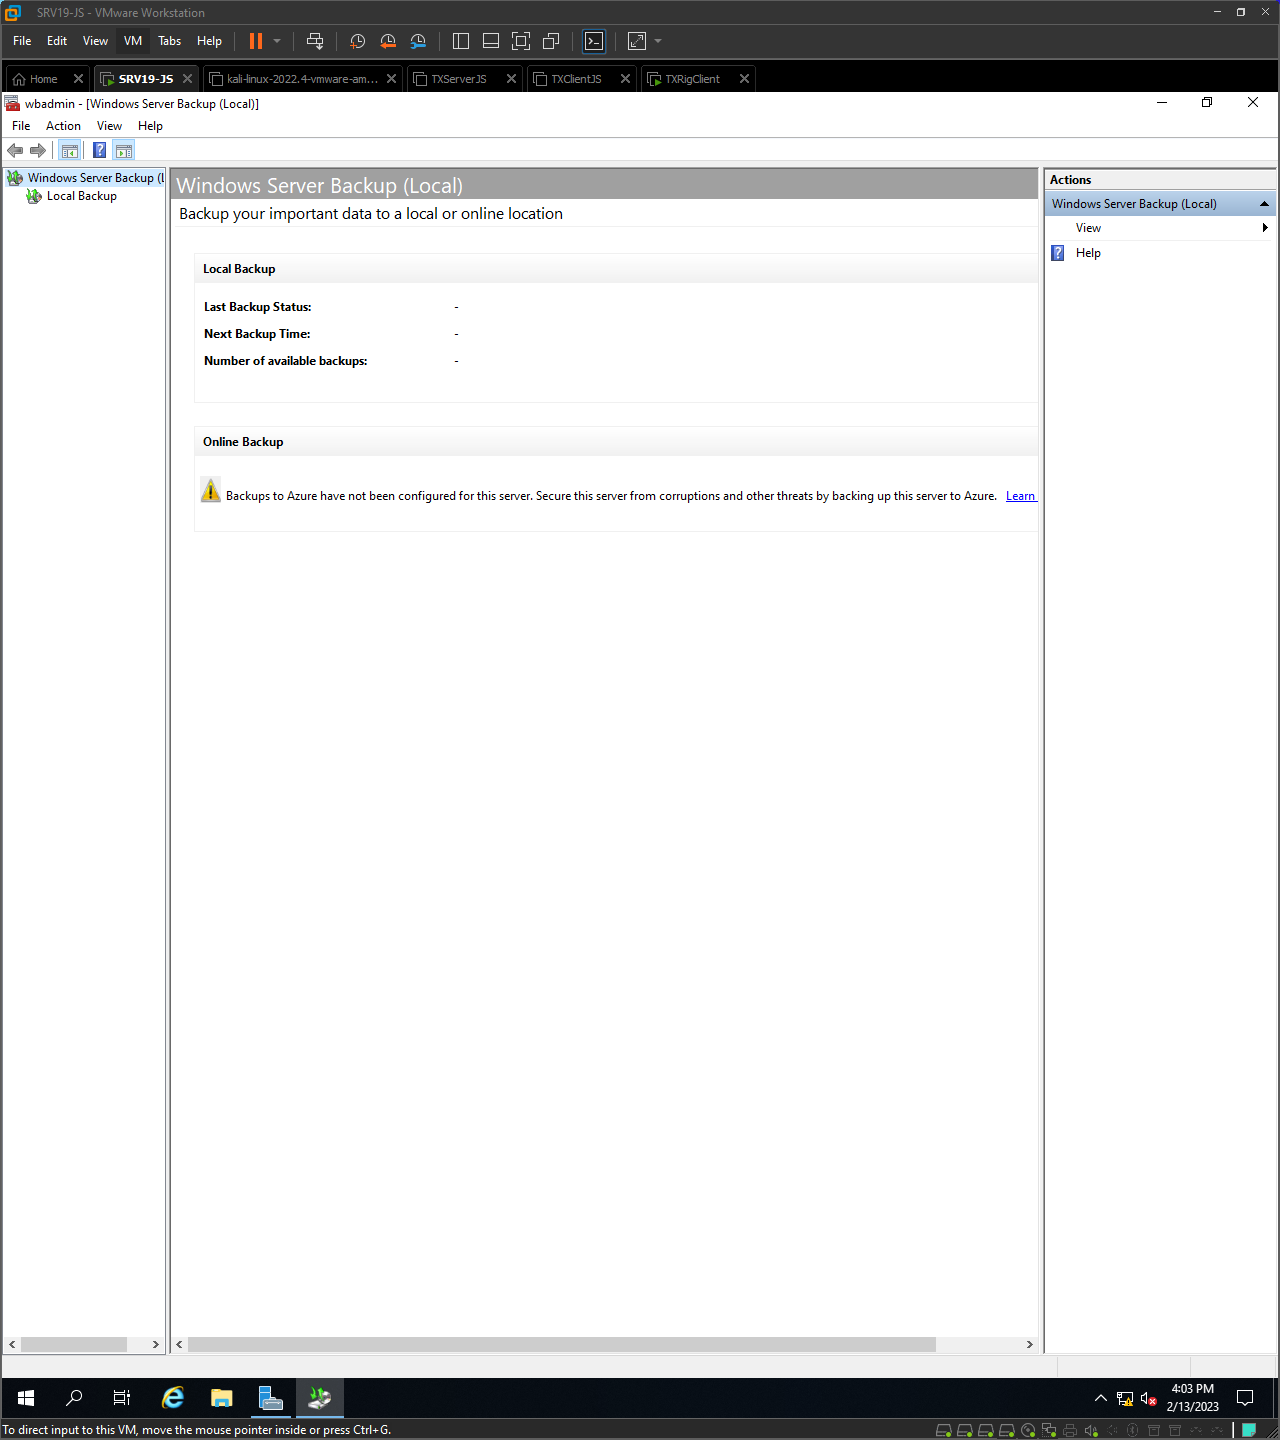 SRV19-JS - VMware Workstation
File Edit View VM Tabs Help
Home SRV19-JS kali-linux-2022.4-vmware-am... TXServerJS TXClientJS TXRigClient
wbadmin - [Windows Server Backup (Local)]
File Action View Help
Windows Server Backup (L
Local Backup
Windows Server Backup (Local)
Backup your important data to a local or online location
Local Backup
Last Backup Status: -
Next Backup Time: -
Number of available backups: -
Online Backup
Backups to Azure have not been configured for this server. Secure this server from corruptions and other threats by backing up this server to Azure. Learn
Actions
Windows Server Backup (Local)
View
Help
4:03 PM
2/13/2023
To direct input to this VM, move the mouse pointer inside or press Ctrl+G.